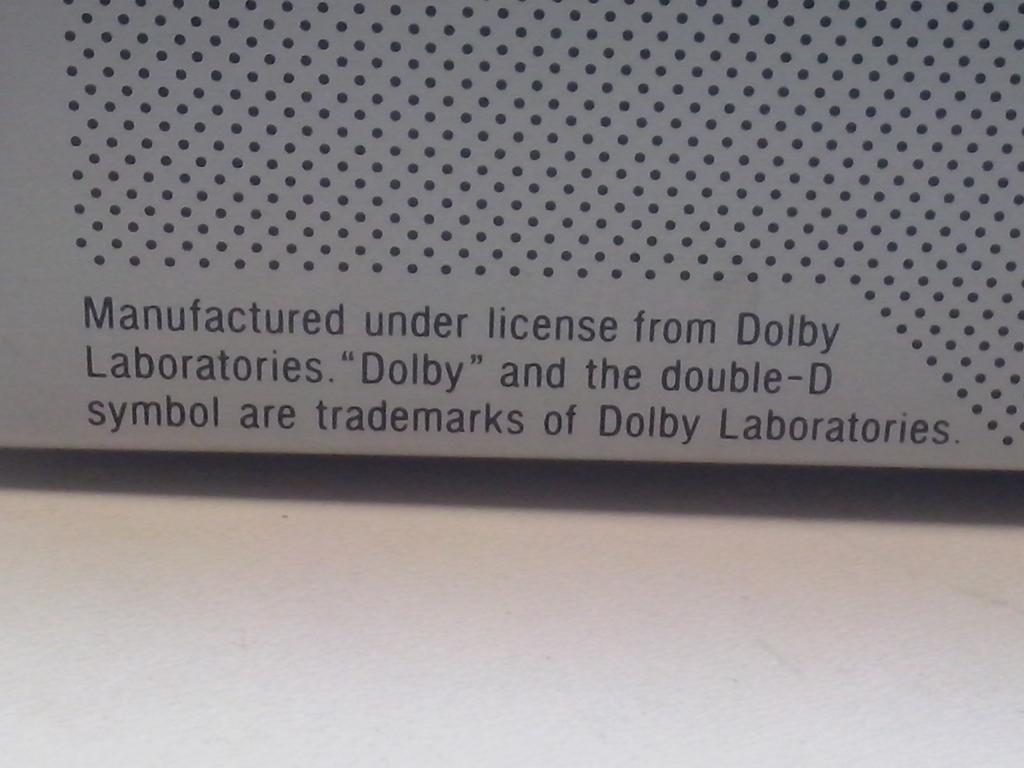 Manufactured under license from Dolby
Laboratories. “Dolby” and the double-D
symbol are trademarks of Dolby Laboratories.